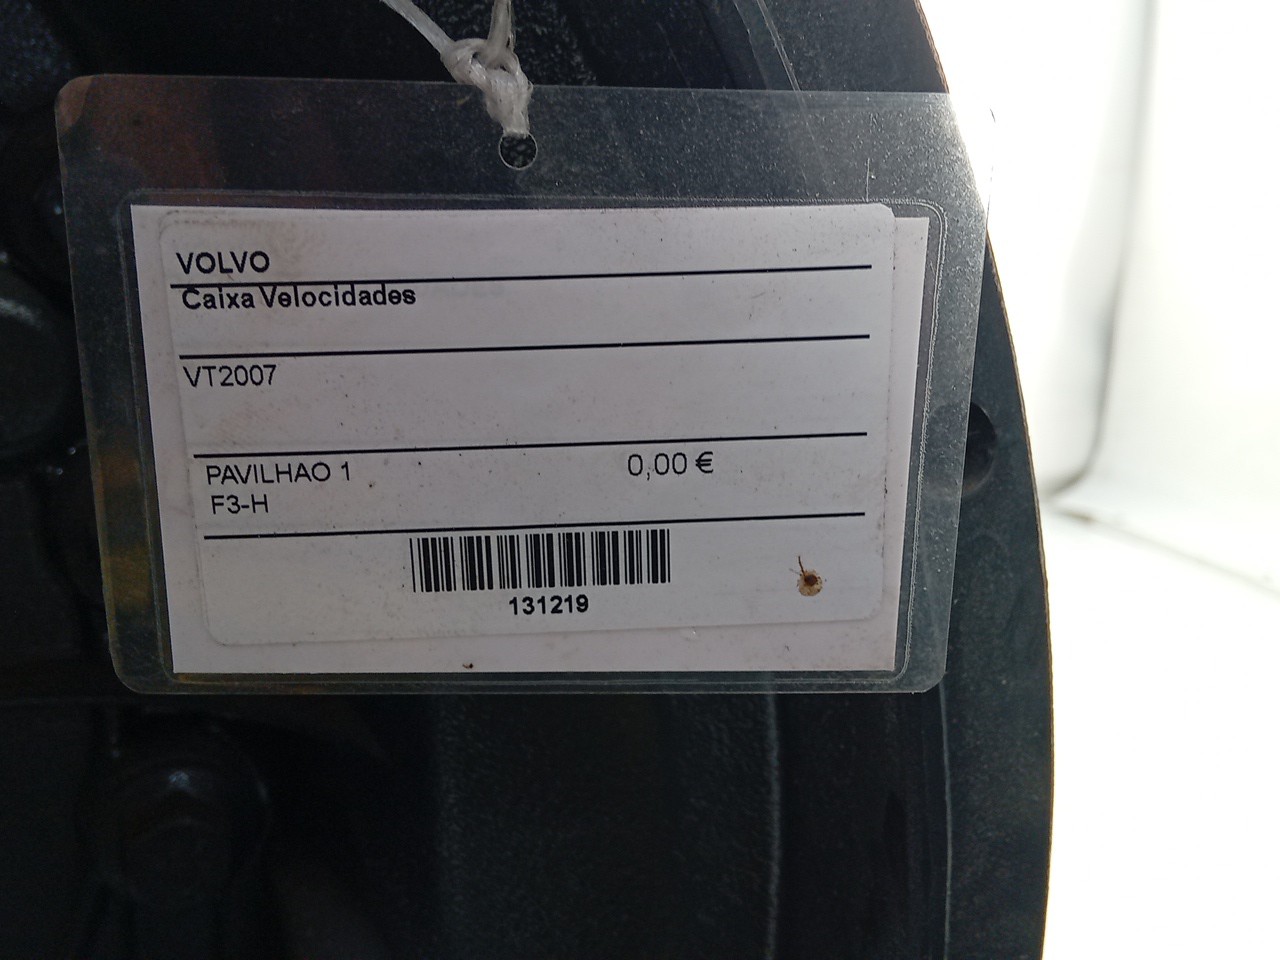 VOLVO
Caixa Velocidades
VT2007
PAVILHAO 1 0,00 €
F3-H
131219